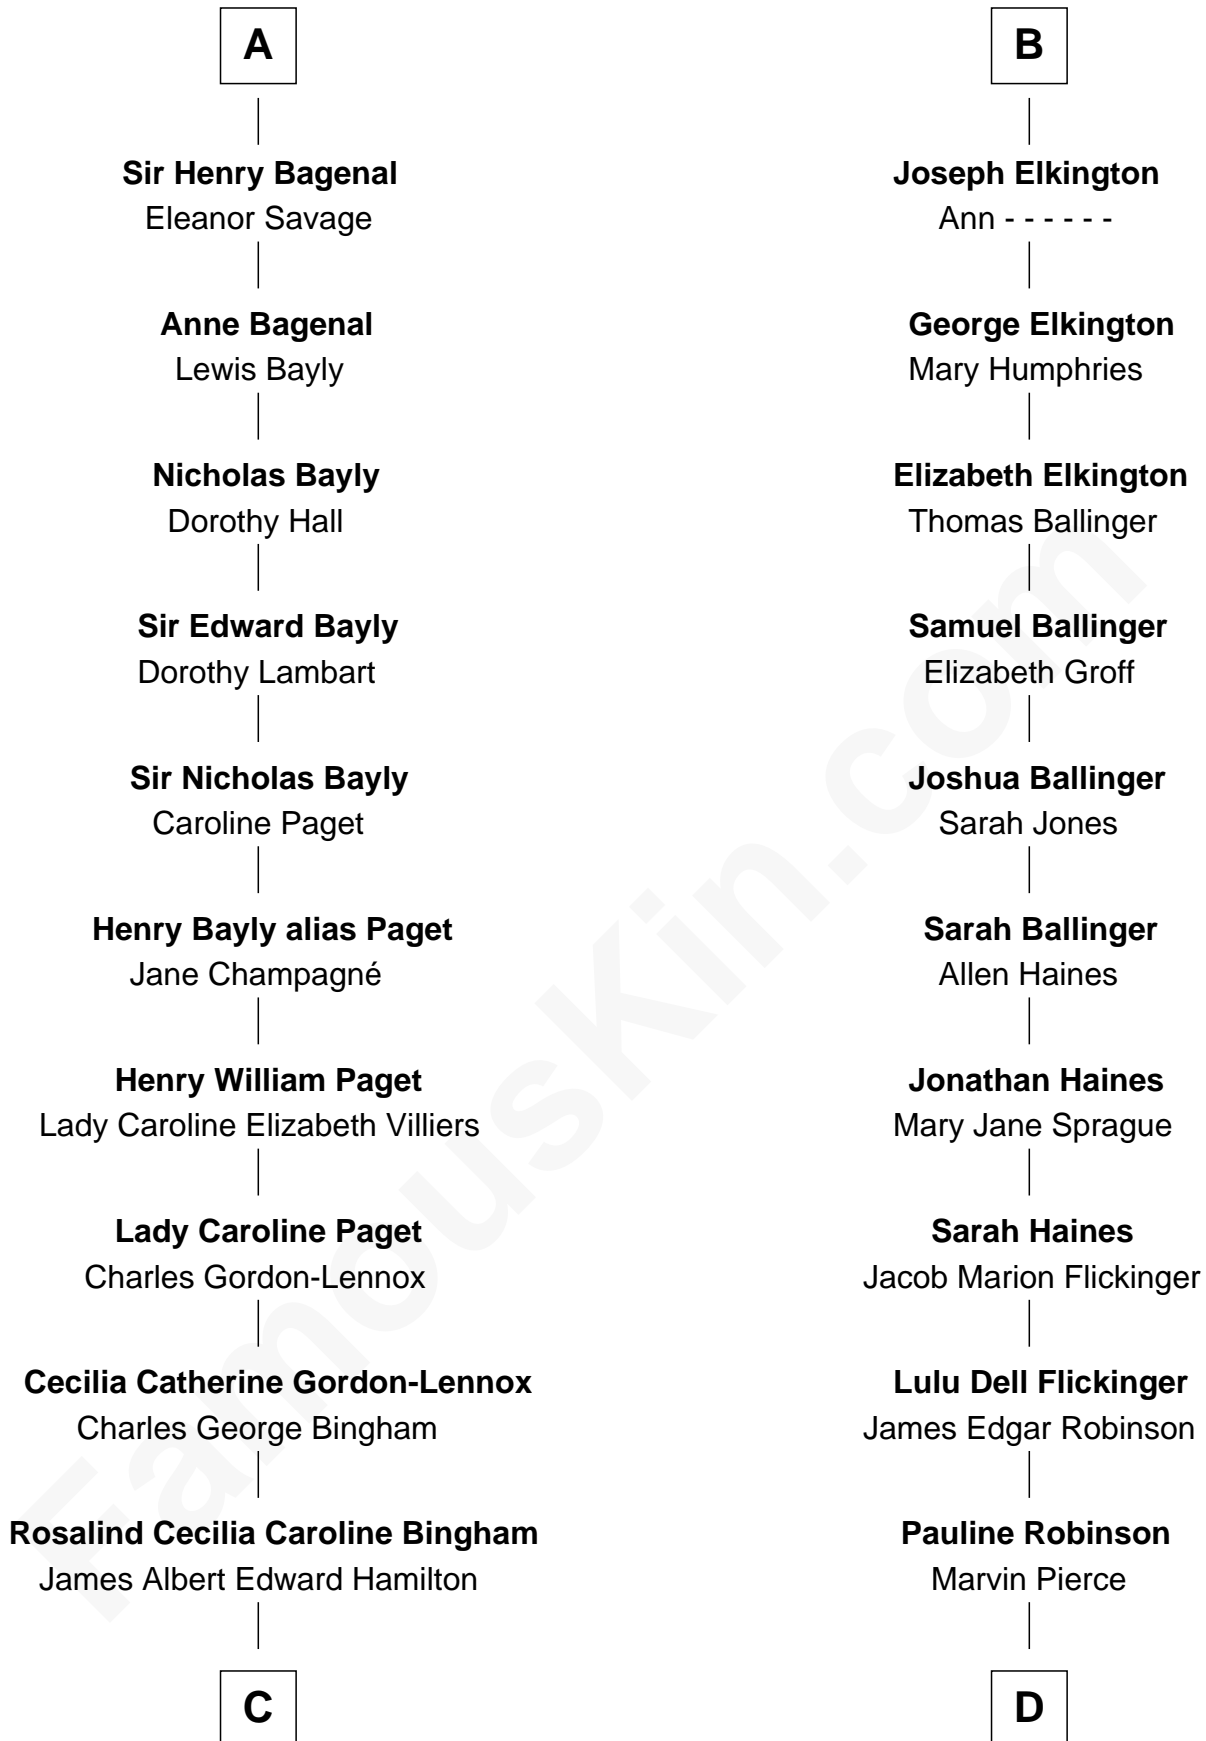 A
Sir Henry Bagenal
Eleanor Savage
Anne Bagenal
Lewis Bayly
Nicholas Bayly
Dorothy Hall
Sir Edward Bayly
Dorothy Lambart
Sir Nicholas Bayly
Caroline Paget
Henry Bayly alias Paget
Jane Champagné
Henry William Paget
Lady Caroline Elizabeth Villiers
Lady Caroline Paget
Charles Gordon-Lennox
Cecilia Catherine Gordon-Lennox
Charles George Bingham
Rosalind Cecilia Caroline Bingham
James Albert Edward Hamilton
C
B
Joseph Elkington
Ann - - - - - -
George Elkington
Mary Humphries
Elizabeth Elkington
Thomas Ballinger
Samuel Ballinger
Elizabeth Groff
Joshua Ballinger
Sarah Jones
Sarah Ballinger
Allen Haines
Jonathan Haines
Mary Jane Sprague
Sarah Haines
Jacob Marion Flickinger
Lulu Dell Flickinger
James Edgar Robinson
Pauline Robinson
Marvin Pierce
D
FamousKin.com